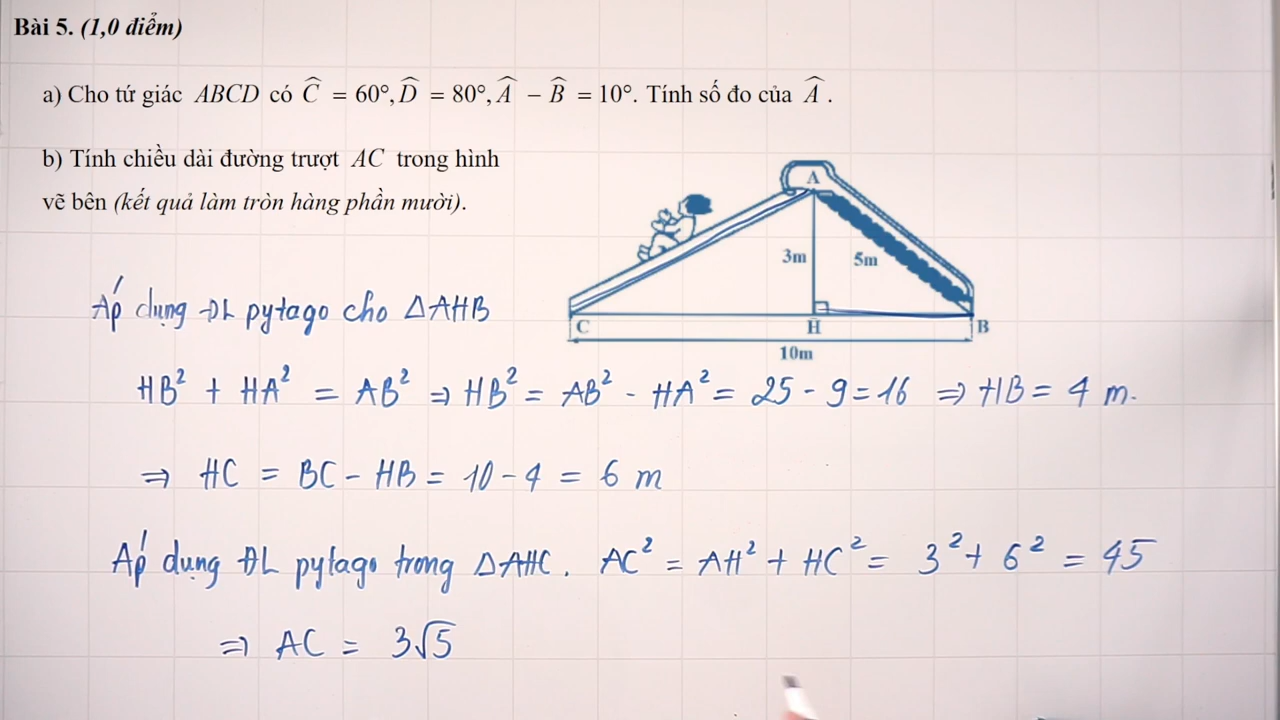 Bài 5. (1,0 điểm)
a) Cho tứ giác ABCD có Ĉ = 60°, D̂ = 80°, Â − B̂ = 10°. Tính số đo của Â.
b) Tính chiều dài đường trượt AC trong hình
vẽ bên (kết quả làm tròn hàng phần mười).
A
3m
5m
C
H
B
10m
Áp dụng ĐL pytago cho ΔAHB
HB² + HA² = AB² ⇒ HB² = AB² - HA² = 25 - 9 = 16 ⇒ HB = 4 m.
⇒ HC = BC - HB = 10 - 4 = 6 m
Áp dụng ĐL pytago trong ΔAHC. AC² = AH² + HC² = 3² + 6² = 45
⇒ AC = 3√5